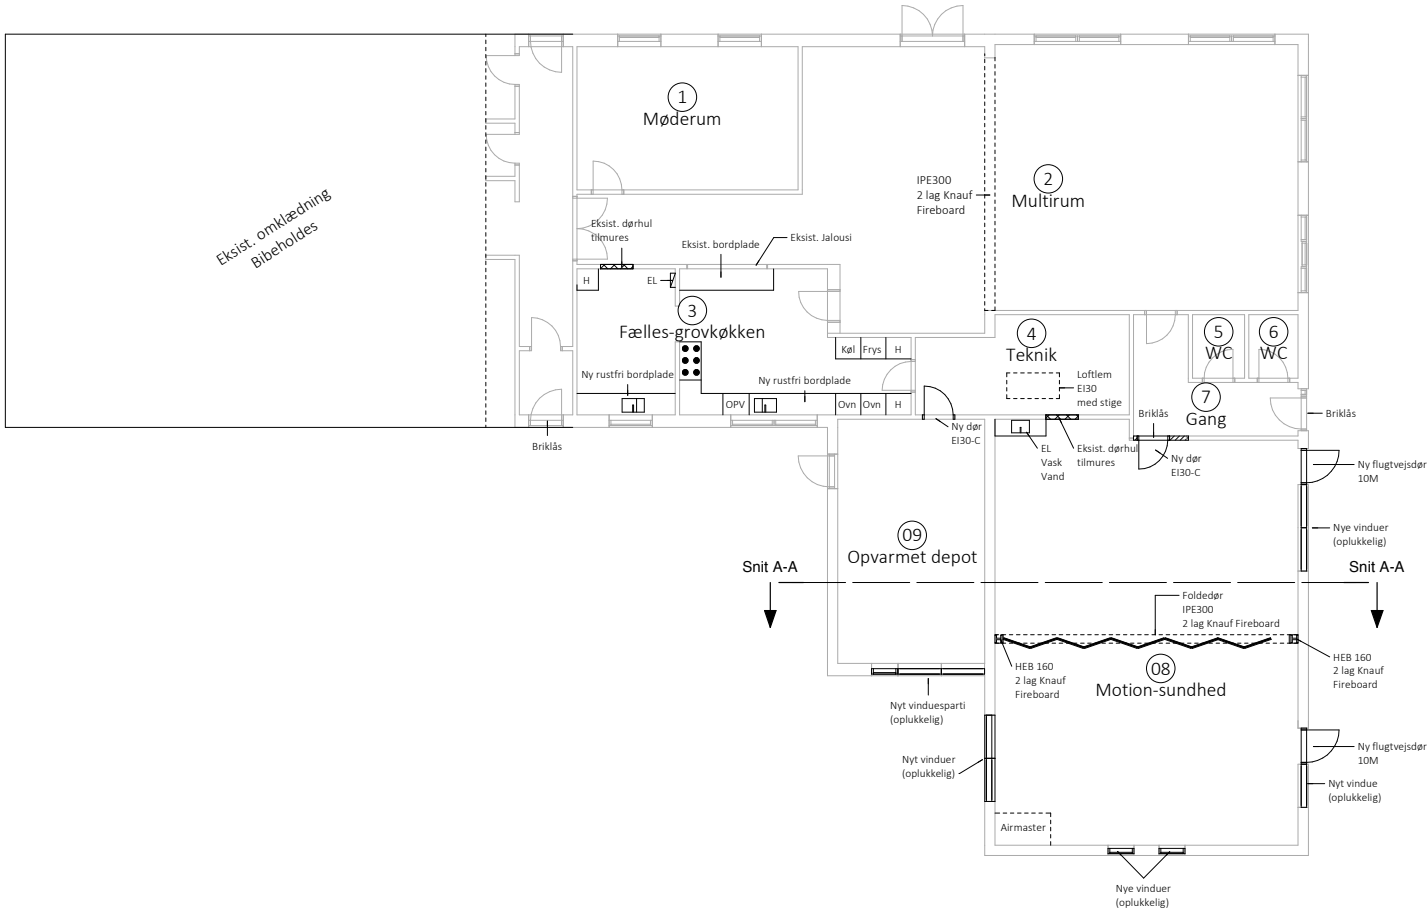 1
Møderum
Eksist. omklædning
Bibeholdes
IPE300
2 lag Knauf
Fireboard
2
Multirum
Eksist. dørhul
tilmures
Eksist. bordplade
Eksist. Jalousi
H
EL
3
Fælles-grovkøkken
4
Teknik
5
WC
6
WC
Køl
Frys
H
Ny rustfri bordplade
Ny rustfri bordplade
Loftlem
EI30
med stige
OPV
Ovn
Ovn
H
7
Gang
Briklås
Briklås
Briklås
Ny dør
EI30-C
EL
Vask
Vand
Eksist. dørhul
tilmures
Ny dør
EI30-C
Ny flugtvejsdør
10M
Nye vinduer
(oplukkelig)
09
Opvarmet depot
Snit A-A
Snit A-A
Foldedør
IPE300
2 lag Knauf Fireboard
HEB 160
2 lag Knauf
Fireboard
08
Motion-sundhed
HEB 160
2 lag Knauf
Fireboard
Nyt vinduesparti
(oplukkelig)
Nyt vinduer
(oplukkelig)
Ny flugtvejsdør
10M
Nyt vindue
(oplukkelig)
Airmaster
Nye vinduer
(oplukkelig)